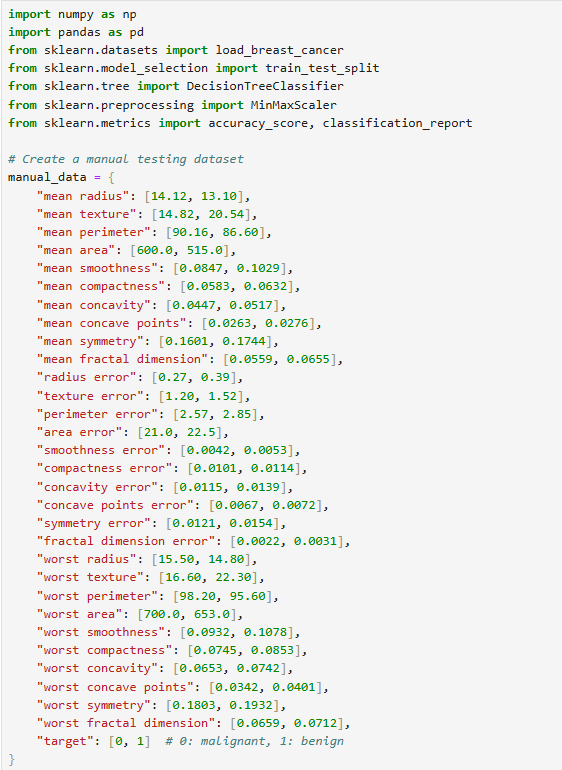 import numpy as np
import pandas as pd
from sklearn.datasets import load_breast_cancer
from sklearn.model_selection import train_test_split
from sklearn.tree import DecisionTreeClassifier
from sklearn.preprocessing import MinMaxScaler
from sklearn.metrics import accuracy_score, classification_report

# Create a manual testing dataset
manual_data = {
    "mean radius": [14.12, 13.10],
    "mean texture": [14.82, 20.54],
    "mean perimeter": [90.16, 86.60],
    "mean area": [600.0, 515.0],
    "mean smoothness": [0.0847, 0.1029],
    "mean compactness": [0.0583, 0.0632],
    "mean concavity": [0.0447, 0.0517],
    "mean concave points": [0.0263, 0.0276],
    "mean symmetry": [0.1601, 0.1744],
    "mean fractal dimension": [0.0559, 0.0655],
    "radius error": [0.27, 0.39],
    "texture error": [1.20, 1.52],
    "perimeter error": [2.57, 2.85],
    "area error": [21.0, 22.5],
    "smoothness error": [0.0042, 0.0053],
    "compactness error": [0.0101, 0.0114],
    "concavity error": [0.0115, 0.0139],
    "concave points error": [0.0067, 0.0072],
    "symmetry error": [0.0121, 0.0154],
    "fractal dimension error": [0.0022, 0.0031],
    "worst radius": [15.50, 14.80],
    "worst texture": [16.60, 22.30],
    "worst perimeter": [98.20, 95.60],
    "worst area": [700.0, 653.0],
    "worst smoothness": [0.0932, 0.1078],
    "worst compactness": [0.0745, 0.0853],
    "worst concavity": [0.0653, 0.0742],
    "worst concave points": [0.0342, 0.0401],
    "worst symmetry": [0.1803, 0.1932],
    "worst fractal dimension": [0.0659, 0.0712],
    "target": [0, 1]  # 0: malignant, 1: benign
}